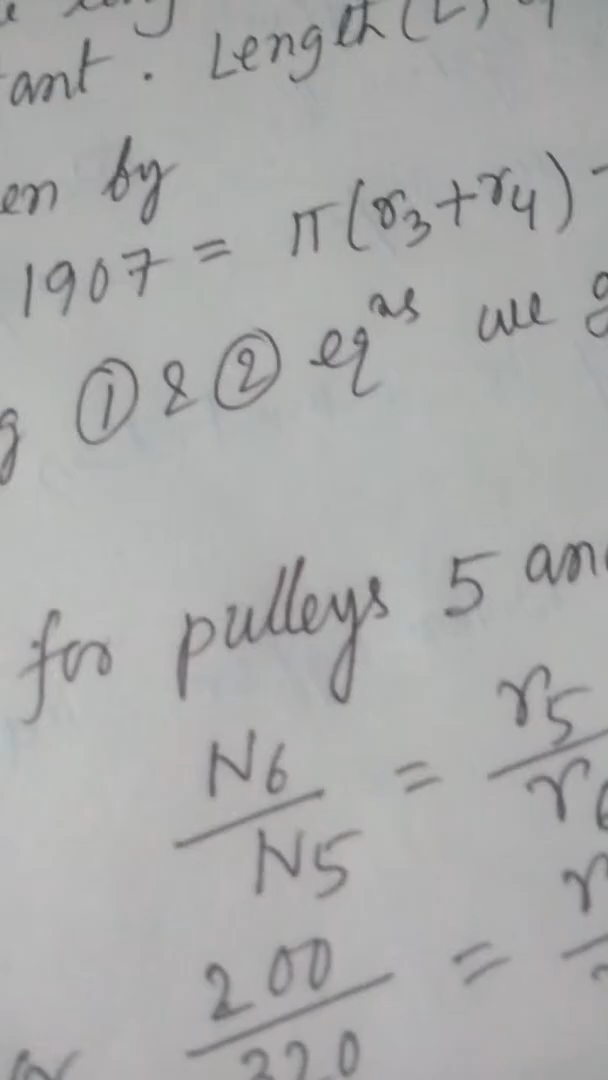 ant . Length (L)
en by
1907 = π(r3+r4)
① & ② eqns we
for pulleys 5 an
N6/N5 = r5/r
200/ = r